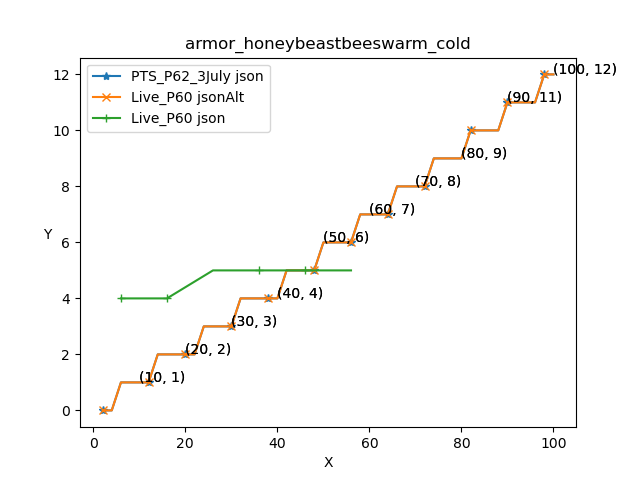 armor_honeybeastbeeswarm_cold
PTS_P62_3July json
Live_P60 jsonAlt
Live_P60 json
(100, 12)
(90, 11)
(80, 9)
(70, 8)
(60, 7)
(50, 6)
(40, 4)
(30, 3)
(20, 2)
(10, 1)
12
10
8
6
4
2
0
Y
0 20 40 60 80 100
X